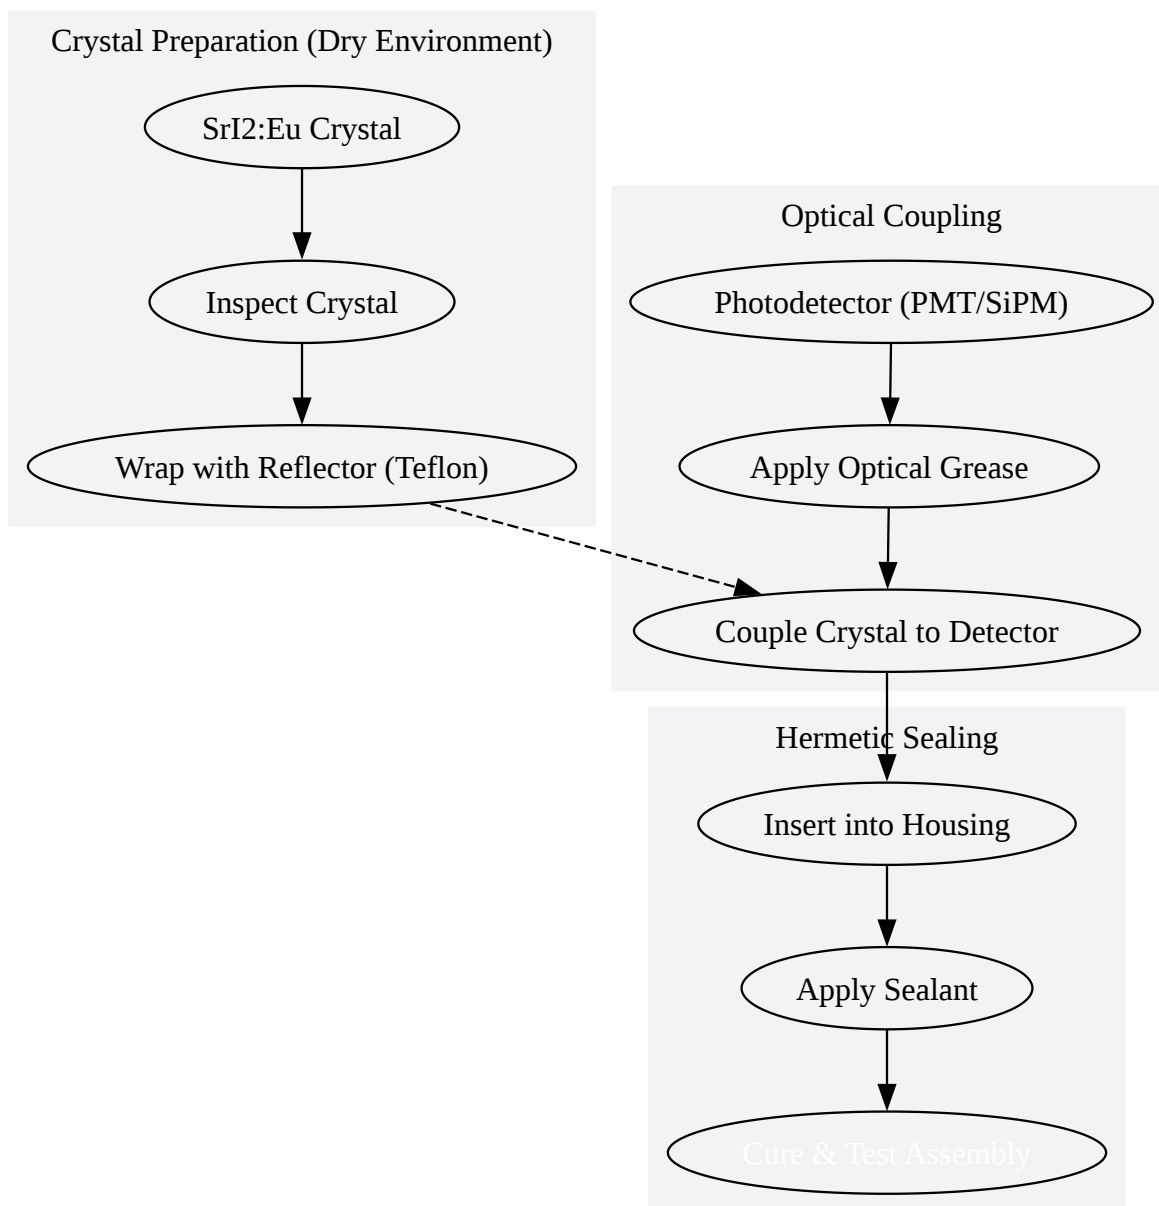 Crystal Preparation (Dry Environment)
SrI2:Eu Crystal
Inspect Crystal
Wrap with Reflector (Teflon)
Optical Coupling
Photodetector (PMT/SiPM)
Apply Optical Grease
Couple Crystal to Detector
Hermetic Sealing
Insert into Housing
Apply Sealant
Cure & Test Assembly